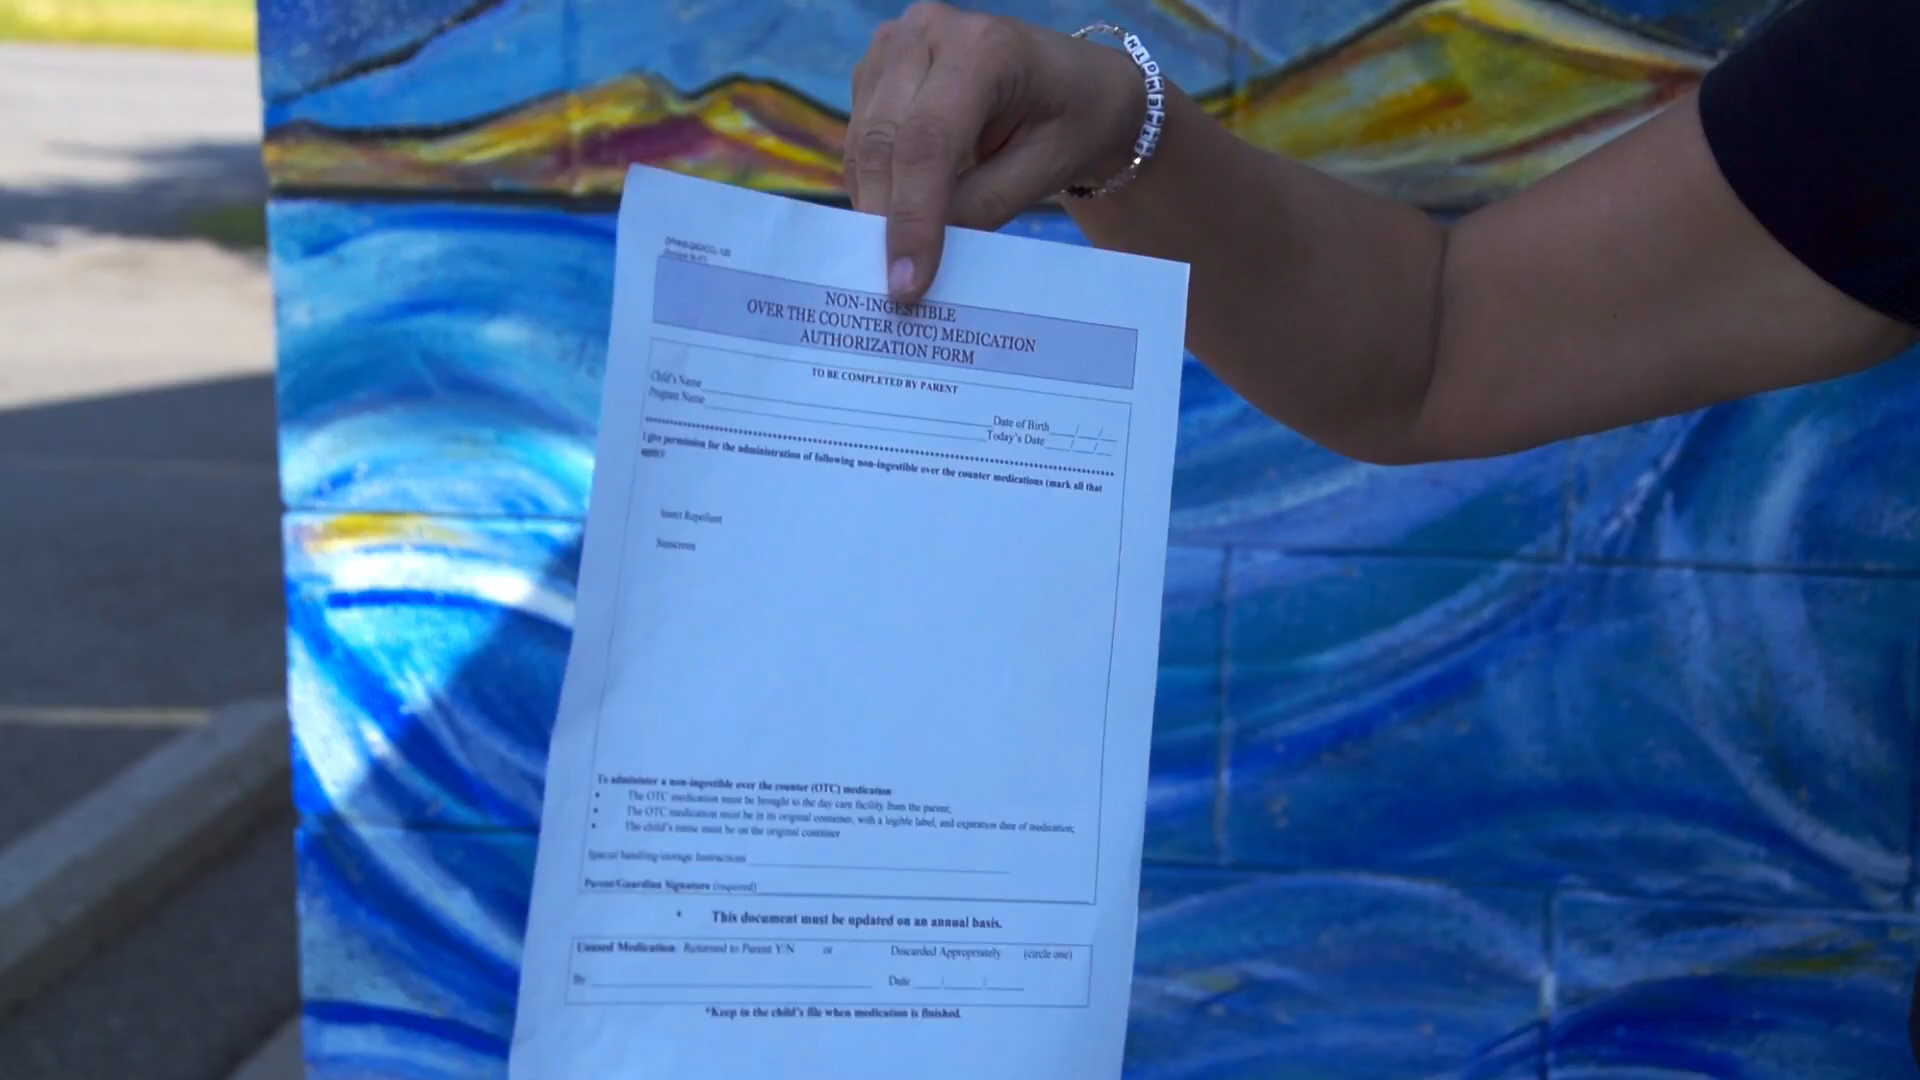 NON-INGESTIBLE
OVER THE COUNTER (OTC) MEDICATION
AUTHORIZATION FORM
TO BE COMPLETED BY PARENT
Child's Name Date of Birth / /
Program Name Today's Date / /
I give permission for the administration of following non-ingestible over the counter medications (mark all that
apply):
Insect Repellent
Sunscreen
To administer a non-ingestible over the counter (OTC) medication
• The OTC medication must be brought to the day care facility from the parent;
• The OTC medication must be in its original container, with a legible label, and expiration date of medication;
• The child's name must be on the original container
Special handling/storage Instructions
Parent/Guardian Signature (required)
* This document must be updated on an annual basis.
Unused Medication: Returned to Parent Y/N or Discarded Appropriately (circle one)
By Date / /
*Keep in the child's file when medication is finished.